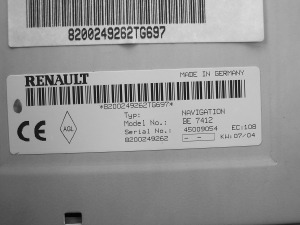 8200249262TG697
RENAULT
MADE IN GERMANY
*8200249262TG697*
Typ: NAVIGATION
Model No.: BE 7412
Serial No.: 45009054 EC:10B
8200249262 KW:07/04
AGL
CE